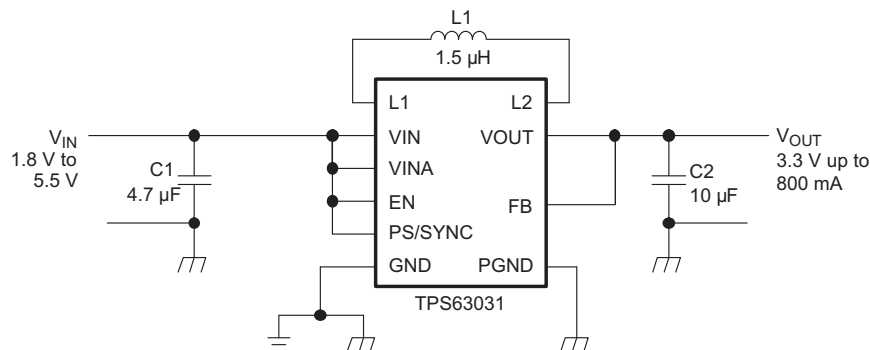 L1
1.5 µH
L1
L2
VIN
1.8 V to
5.5 V
C1
4.7 µF
VIN
VINA
EN
PS/SYNC
GND
VOUT
FB
PGND
C2
10 µF
VOUT
3.3 V up to
800 mA
TPS63031